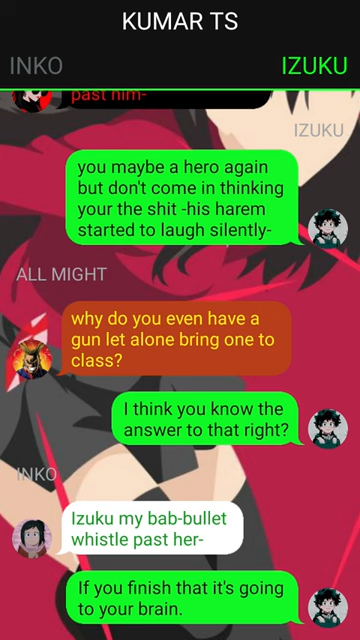 KUMAR TS
INKO
IZUKU
past him-
IZUKU
you maybe a hero again
but don't come in thinking
your the shit -his harem
started to laugh silently-
ALL MIGHT
why do you even have a
gun let alone bring one to
class?
I think you know the
answer to that right?
INKO
Izuku my bab-bullet
whistle past her-
If you finish that it's going
to your brain.